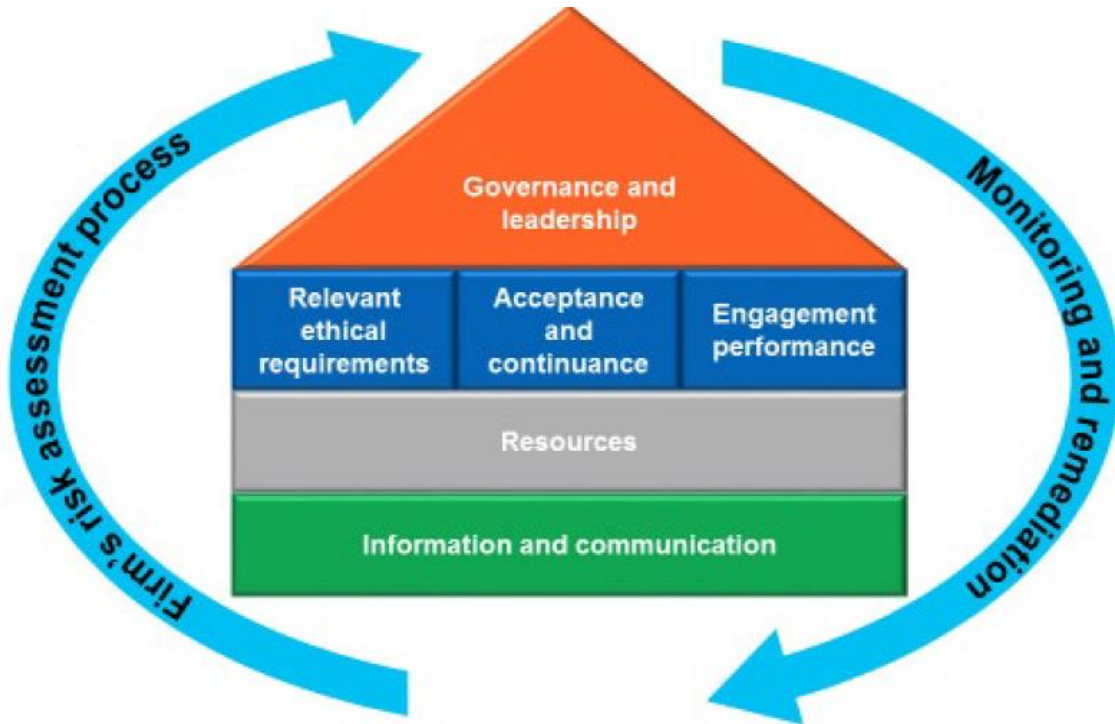 Governance and
leadership
Relevant
ethical
requirements
Acceptance
and
continuance
Engagement
performance
Resources
Information and communication
Firm's risk assessment process
Monitoring and remediation